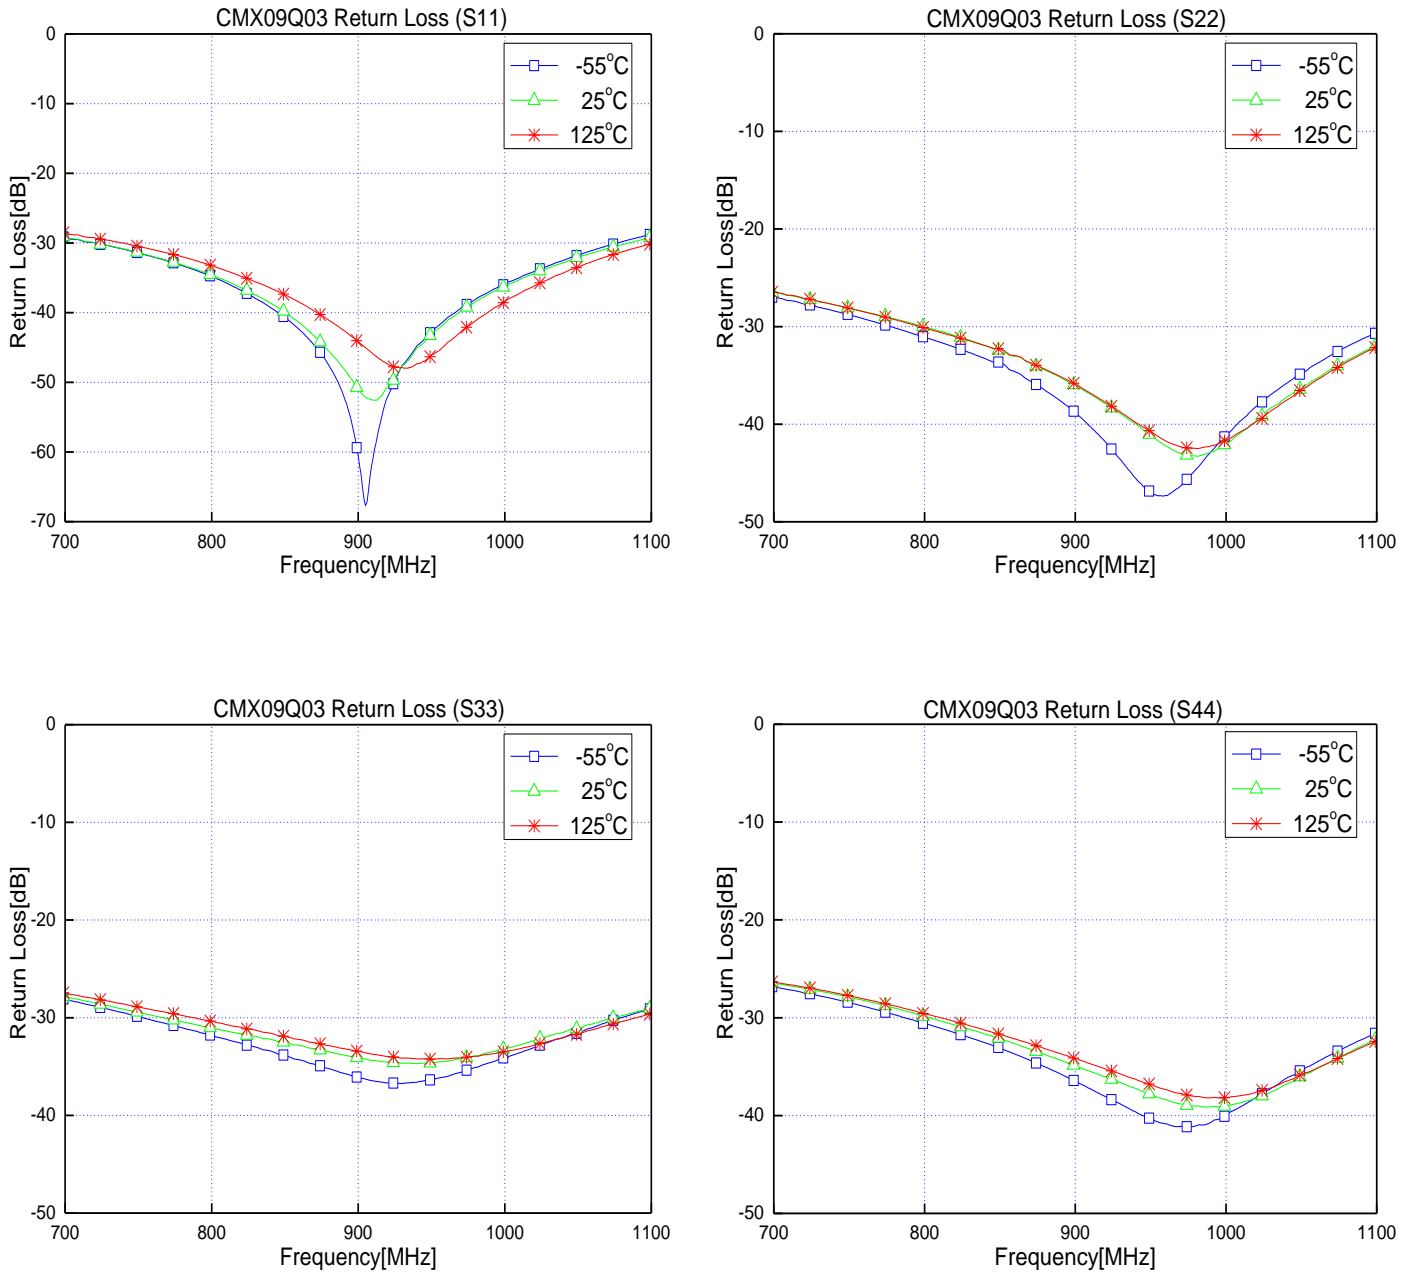 CMX09Q03 Return Loss (S11)
0
-10
-20
-30
-40
-50
-60
-70
Return Loss[dB]
-55°C
25°C
125°C
700
800
900
1000
1100
Frequency[MHz]
CMX09Q03 Return Loss (S22)
0
-10
-20
-30
-40
-50
Return Loss[dB]
-55°C
25°C
125°C
700
800
900
1000
1100
Frequency[MHz]
CMX09Q03 Return Loss (S33)
0
-10
-20
-30
-40
-50
Return Loss[dB]
-55°C
25°C
125°C
700
800
900
1000
1100
Frequency[MHz]
CMX09Q03 Return Loss (S44)
0
-10
-20
-30
-40
-50
Return Loss[dB]
-55°C
25°C
125°C
700
800
900
1000
1100
Frequency[MHz]